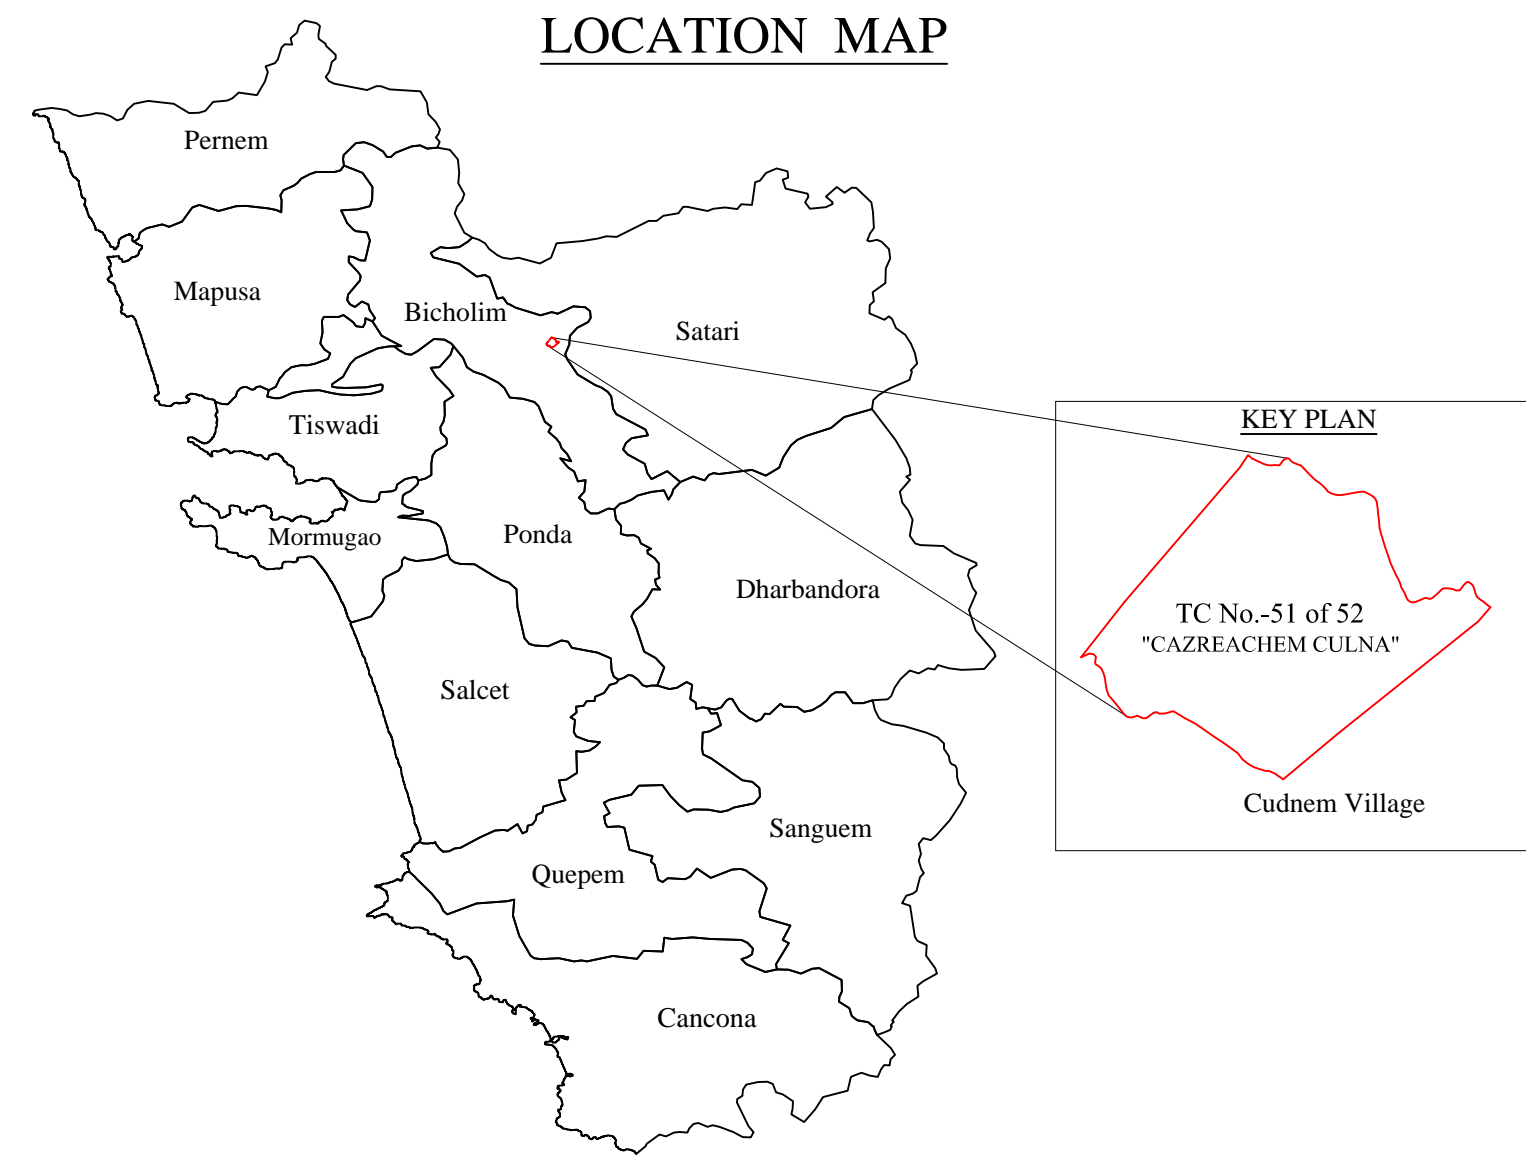 LOCATION MAP
Pernem
Mapusa
Bicholim
Satari
Tiswadi
Mormugao
Ponda
Dharbandora
Salcet
Sanguem
Quepem
Cancona
KEY PLAN
TC No.-51 of 52
"CAZREACHEM CULNA"
Cudnem Village